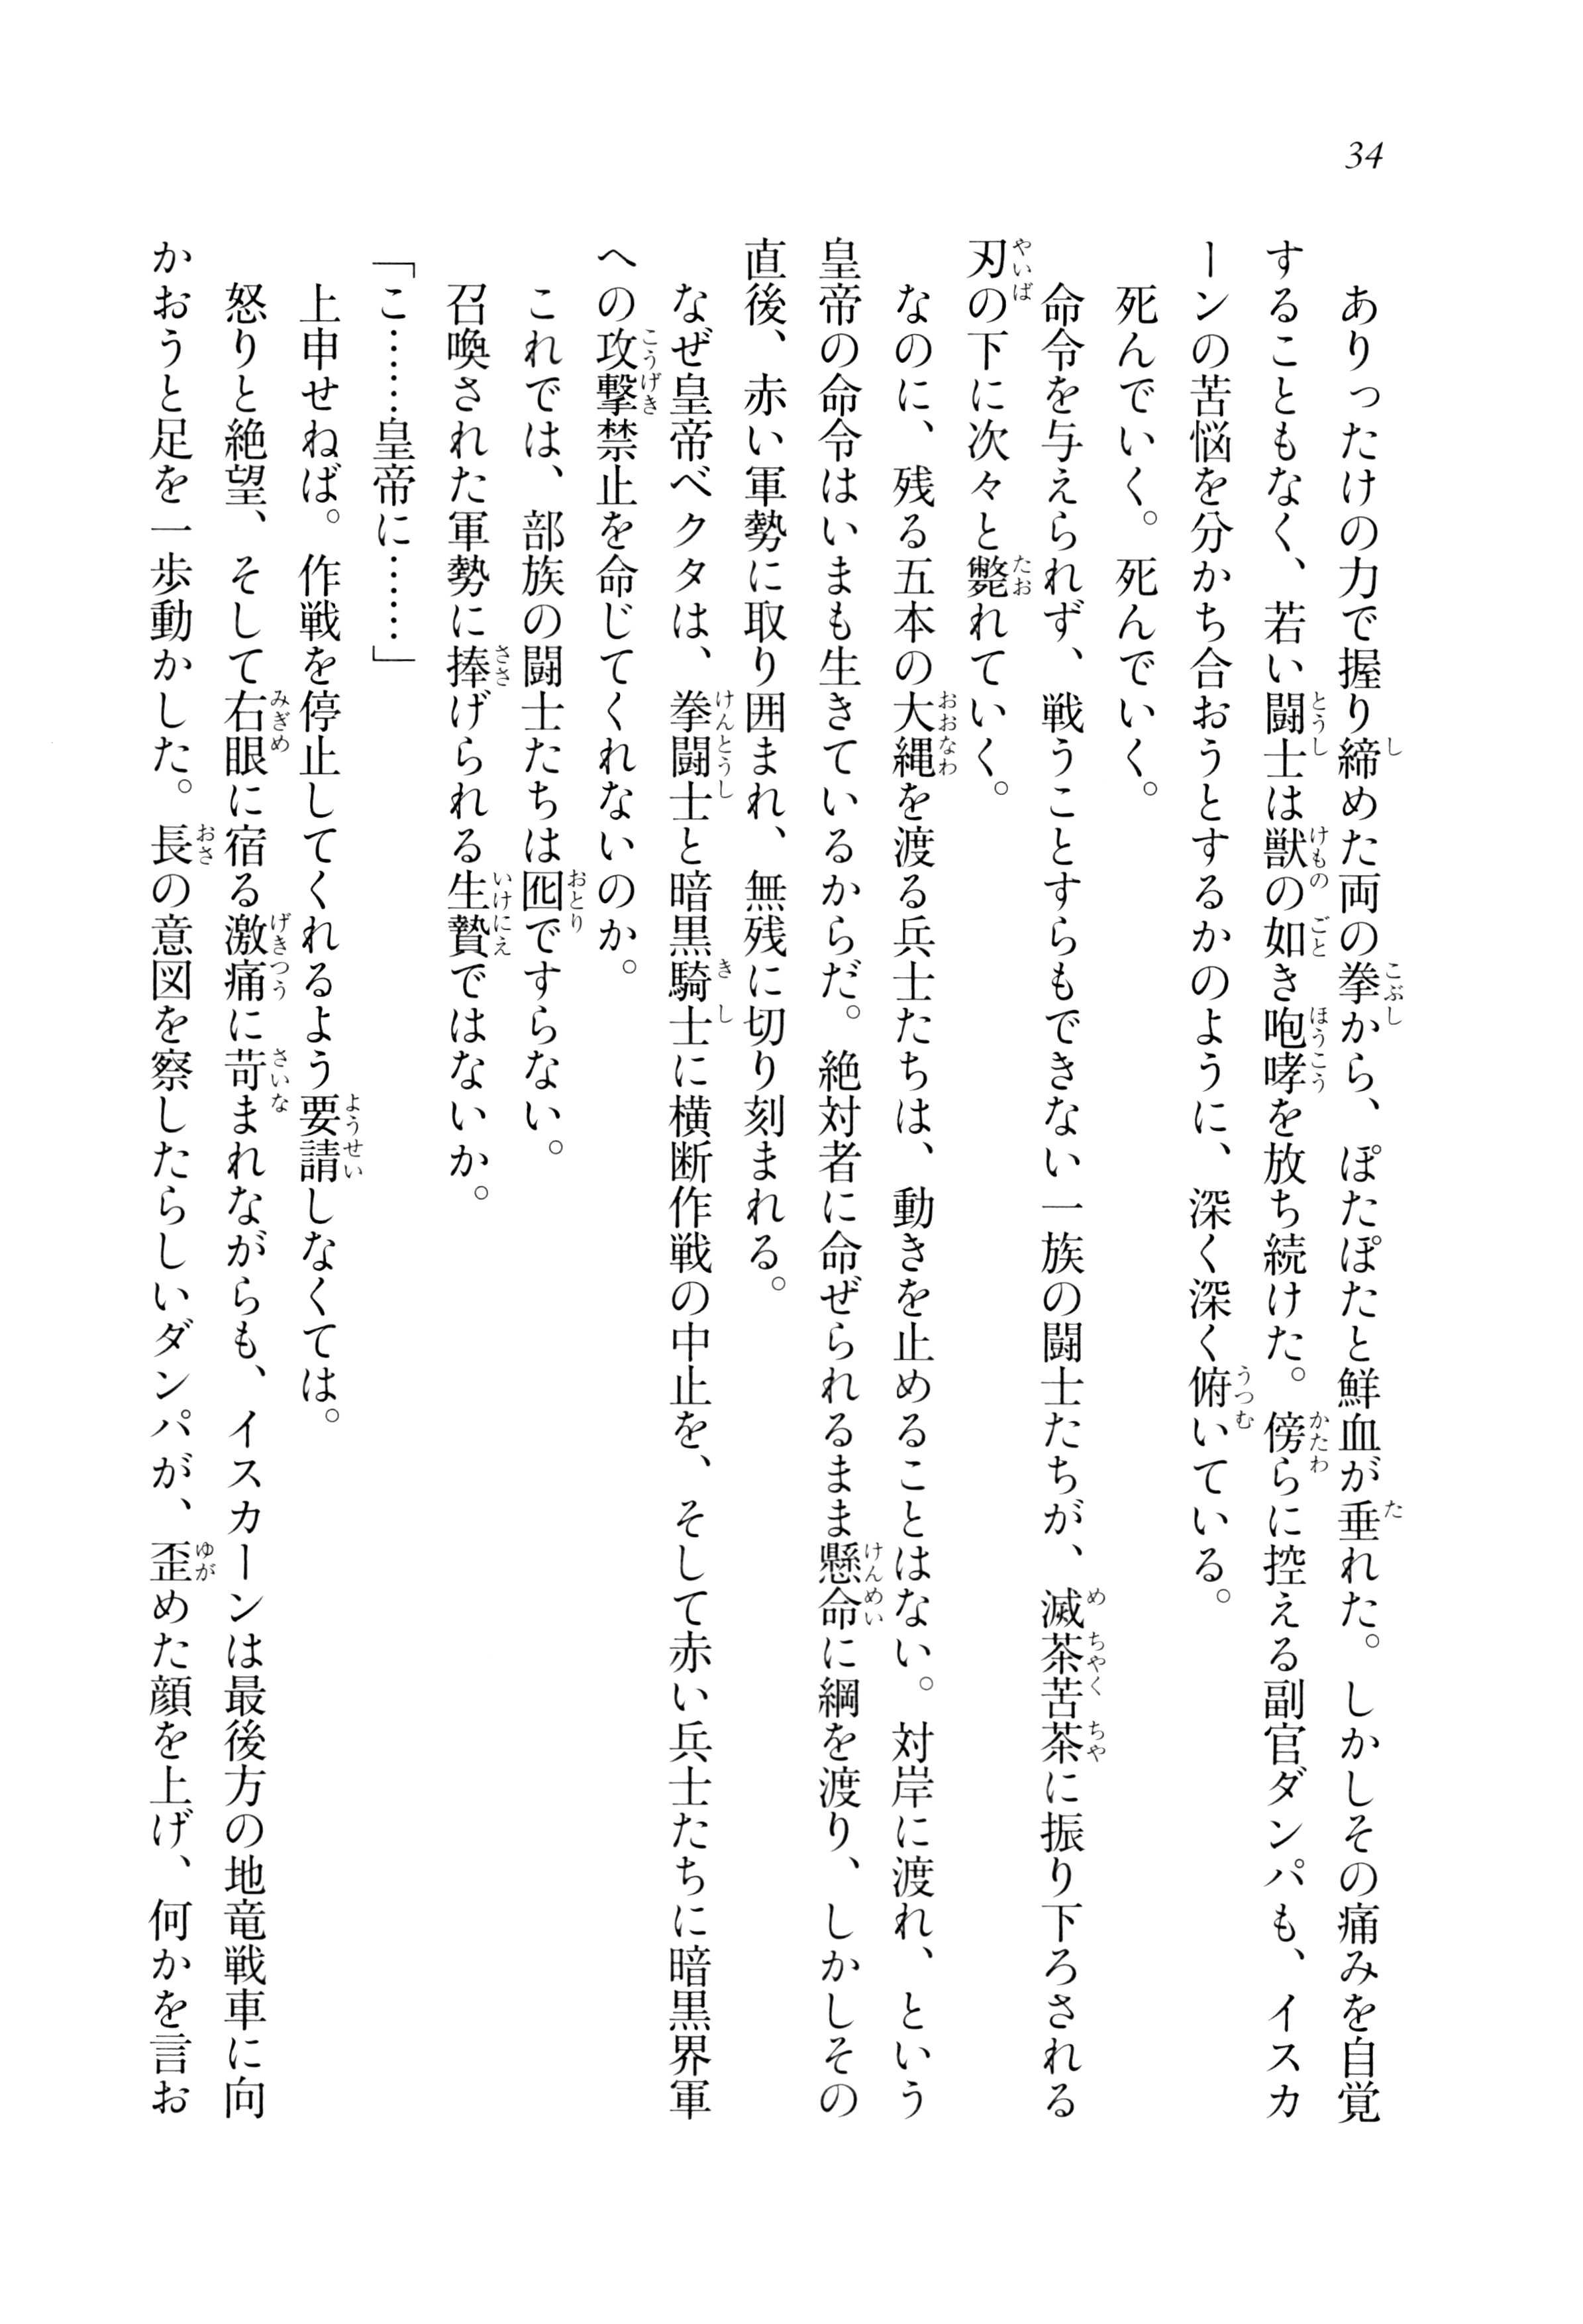 34
ありったけの力で握り締めた両の拳から、ぽたぽたと鮮血が垂れた。しかしその痛みを自覚
することもなく、若い闘士は獣の如き咆哮を放ち続けた。傍らに控える副官ダンパも、イスカ
ーンの苦悩を分かち合おうとするかのように、深く深く俯いている。
死んでいく。死んでいく。
命令を与えられず、戦うことすらもできない一族の闘士たちが、滅茶苦茶に振り下ろされる
刃の下に次々と斃れていく。
なのに、残る五本の大縄を渡る兵士たちは、動きを止めることはない。対岸に渡れ、という
皇帝の命令はいまも生きているからだ。絶対者に命ぜられるまま懸命に綱を渡り、しかしその
直後、赤い軍勢に取り囲まれ、無残に切り刻まれる。
なぜ皇帝ベクタは、拳闘士と暗黒騎士に横断作戦の中止を、そして赤い兵士たちに暗黒界軍
への攻撃禁止を命じてくれないのか。
これでは、部族の闘士たちは囮ですらない。
召喚された軍勢に捧げられる生贄ではないか。
「こ……皇帝に……」
上申せねば。作戦を停止してくれるよう要請しなくては。
怒りと絶望、そして右眼に宿る激痛に苛まれながらも、イスカーンは最後方の地竜戦車に向
かおうと足を一歩動かした。長の意図を察したらしいダンパが、歪めた顔を上げ、何かを言お